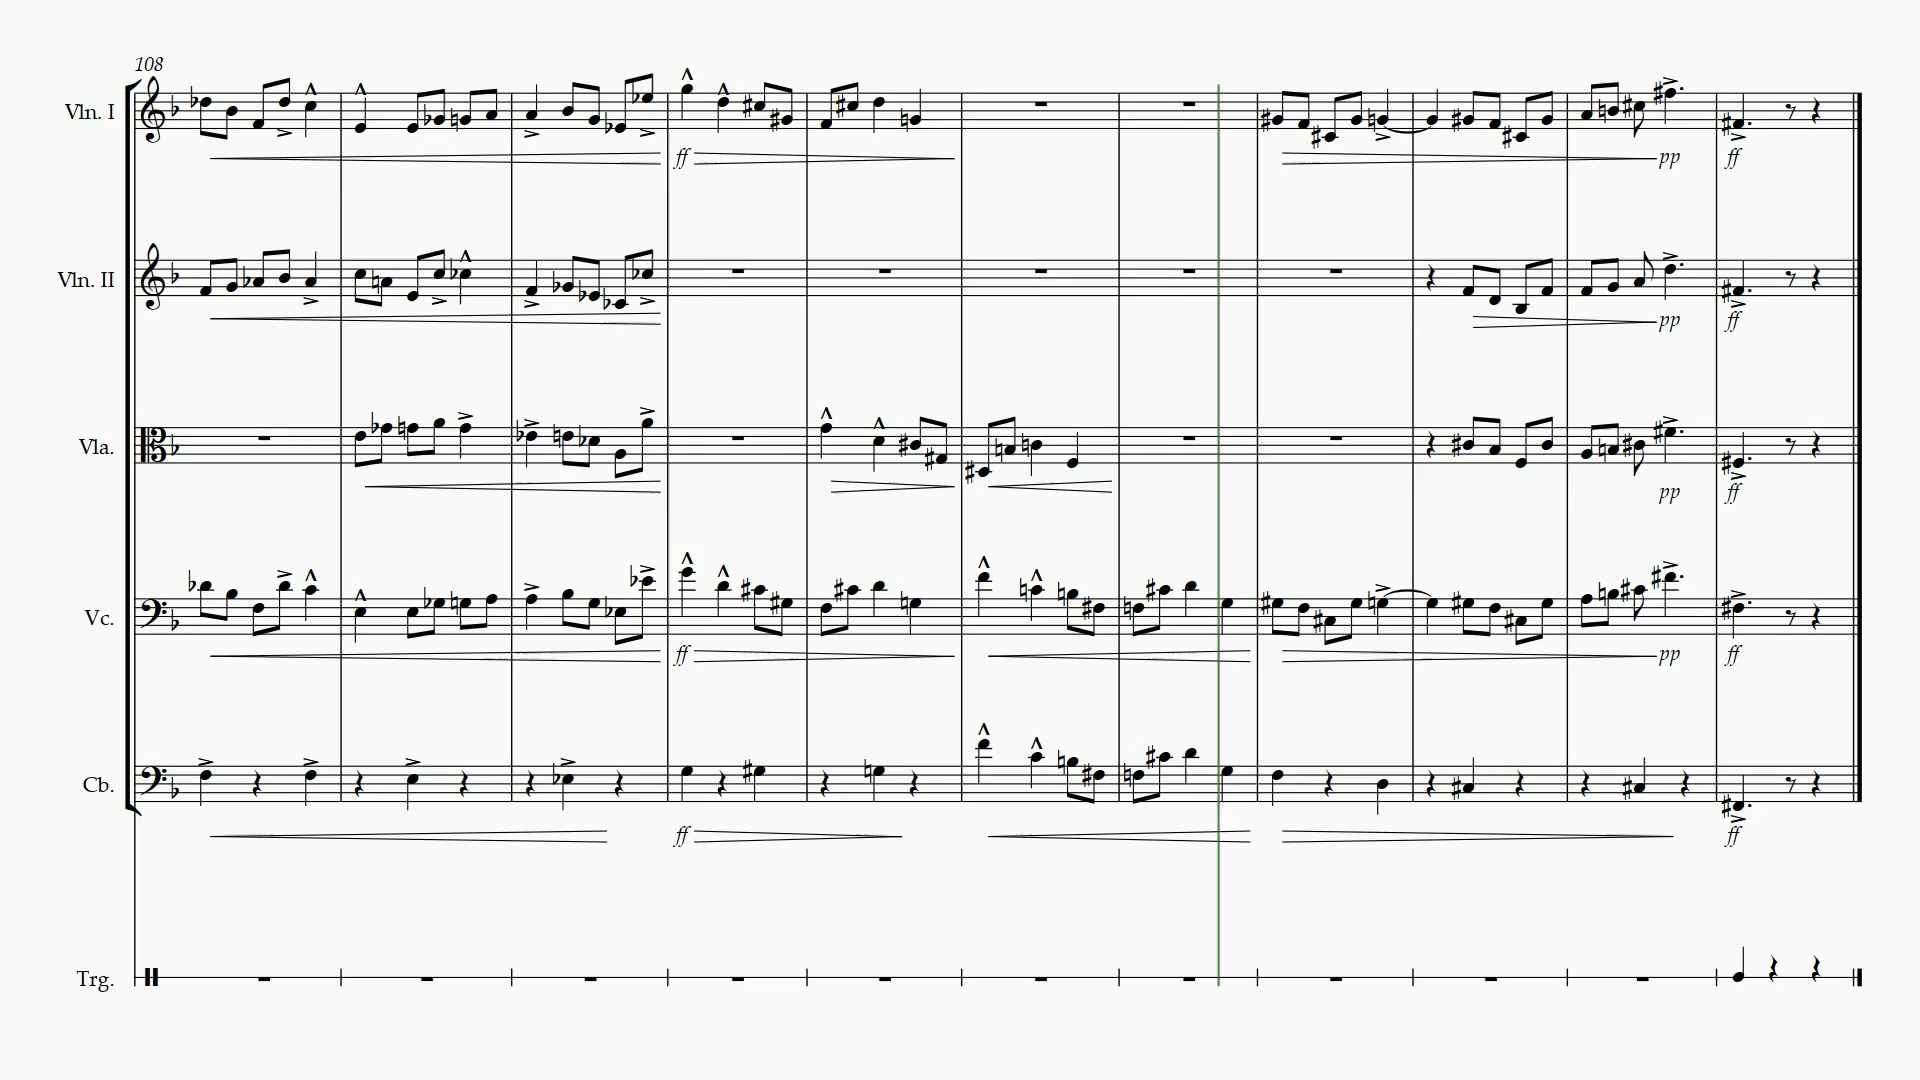 108
Vln. I
ff
pp
ff
Vln. II
pp
ff
Vla.
pp
ff
Vc.
ff
pp
ff
Cb.
ff
ff
Trg.